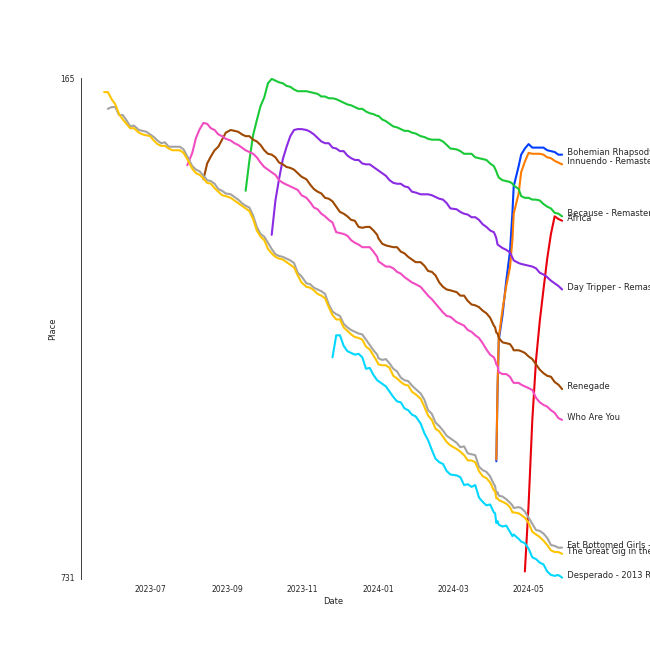 165
Bohemian Rhapsod
Innuendo - Remaste
Because - Remaster
Africa
Day Tripper - Remas
Place
Renegade
Who Are You
Fat Bottomed Girls -
The Great Gig in the
Desperado - 2013 R
731
2023-07
2023-09
2023-11
2024-01
2024-03
2024-05
Date